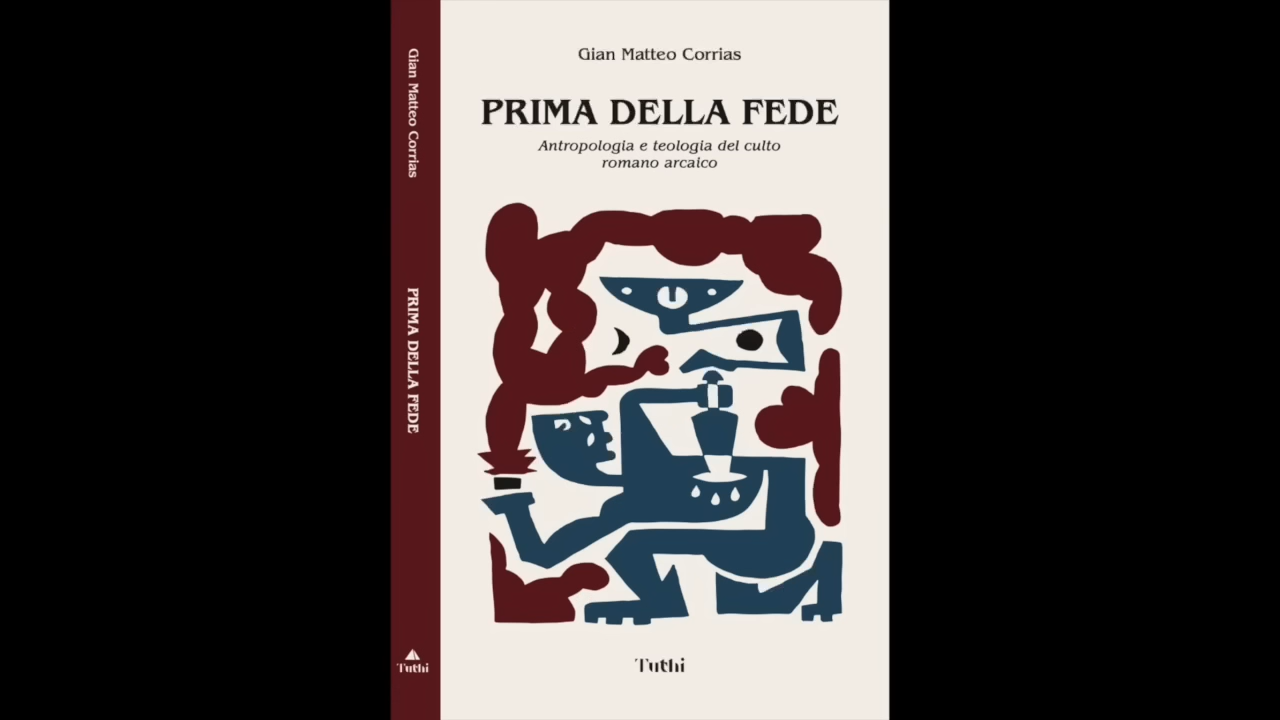 Gian Matteo Corrias
PRIMA DELLA FEDE
Tuthi
Gian Matteo Corrias
PRIMA DELLA FEDE
Antropologia e teologia del culto
romano arcaico
Tuthi